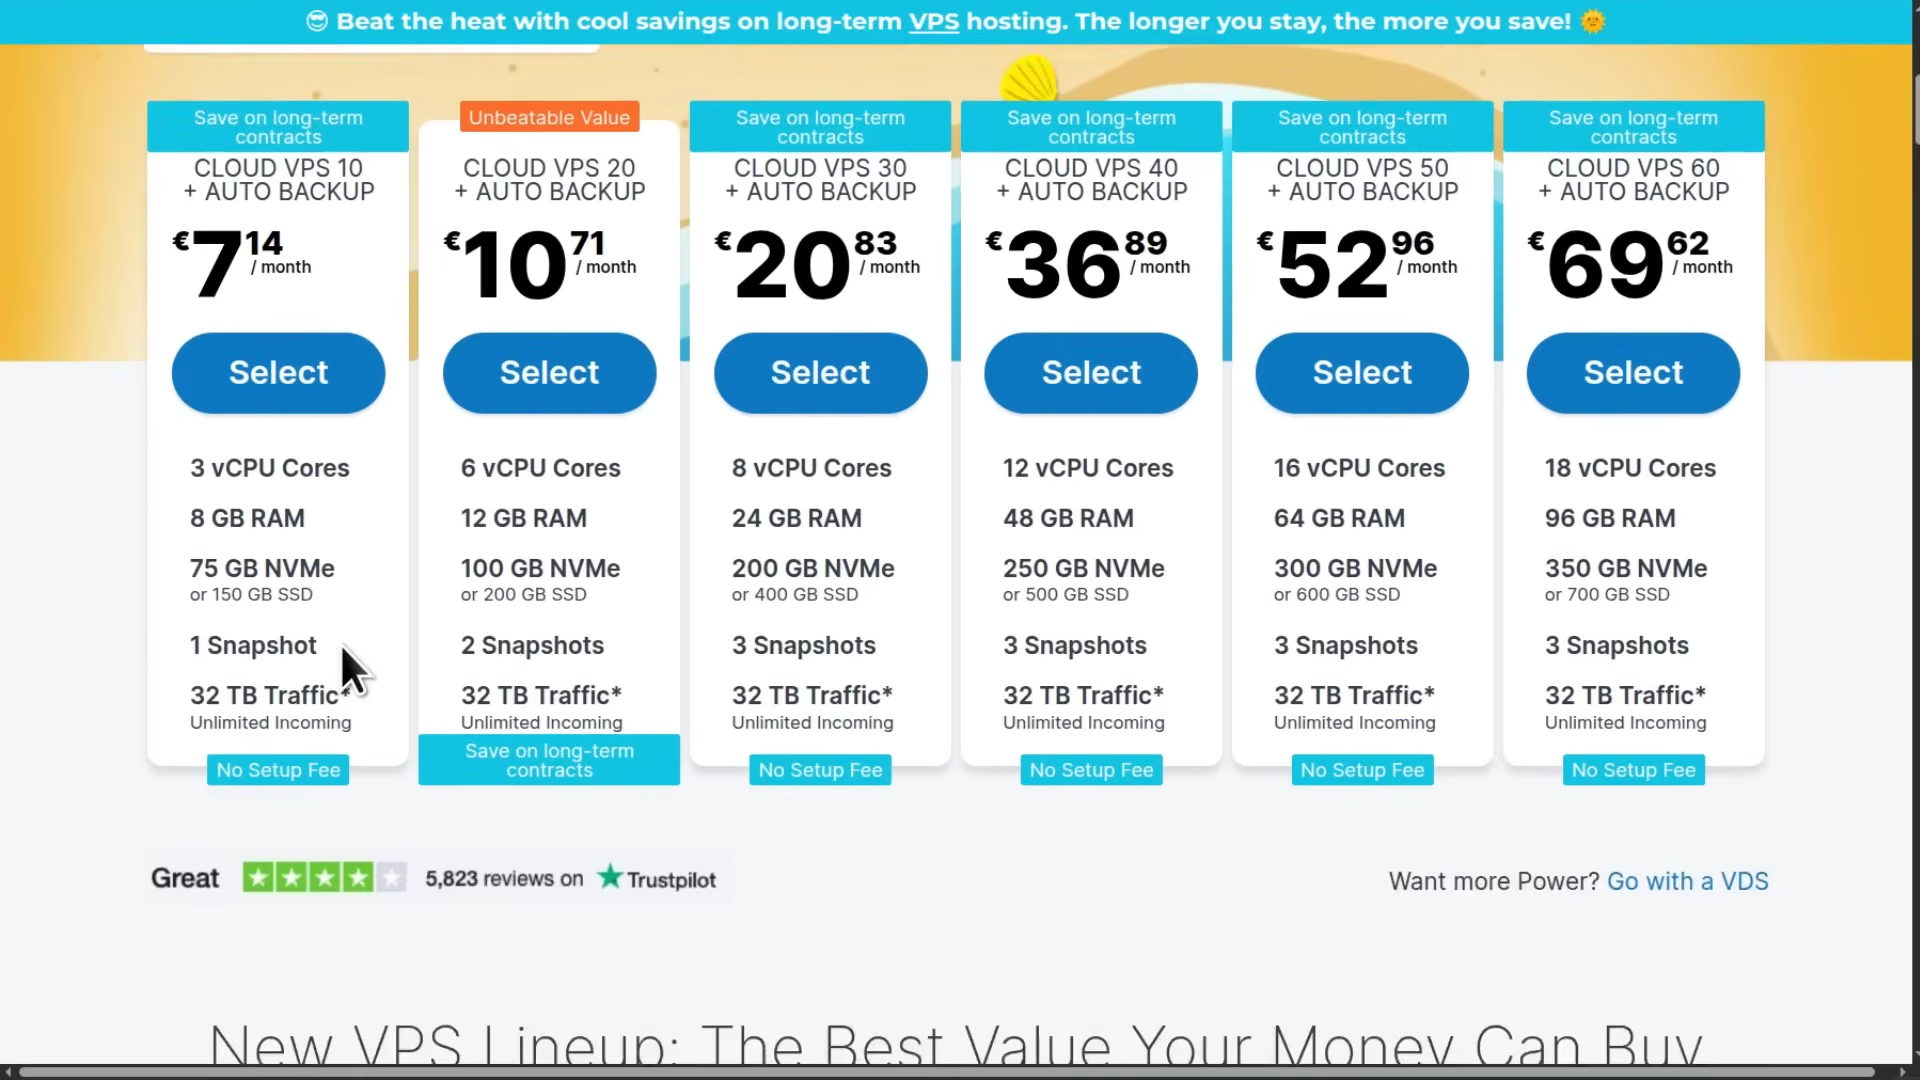 😎 Beat the heat with cool savings on long-term VPS hosting. The longer you stay, the more you save! 🌞
Save on long-term
contracts
CLOUD VPS 10
+ AUTO BACKUP
€7 14 / month
Select
3 vCPU Cores
8 GB RAM
75 GB NVMe
or 150 GB SSD
1 Snapshot
32 TB Traffic*
Unlimited Incoming
No Setup Fee
Unbeatable Value
CLOUD VPS 20
+ AUTO BACKUP
€10 71 / month
Select
6 vCPU Cores
12 GB RAM
100 GB NVMe
or 200 GB SSD
2 Snapshots
32 TB Traffic*
Unlimited Incoming
Save on long-term
contracts
Save on long-term
contracts
CLOUD VPS 30
+ AUTO BACKUP
€20 83 / month
Select
8 vCPU Cores
24 GB RAM
200 GB NVMe
or 400 GB SSD
3 Snapshots
32 TB Traffic*
Unlimited Incoming
No Setup Fee
Save on long-term
contracts
CLOUD VPS 40
+ AUTO BACKUP
€36 89 / month
Select
12 vCPU Cores
48 GB RAM
250 GB NVMe
or 500 GB SSD
3 Snapshots
32 TB Traffic*
Unlimited Incoming
No Setup Fee
Save on long-term
contracts
CLOUD VPS 50
+ AUTO BACKUP
€52 96 / month
Select
16 vCPU Cores
64 GB RAM
300 GB NVMe
or 600 GB SSD
3 Snapshots
32 TB Traffic*
Unlimited Incoming
No Setup Fee
Save on long-term
contracts
CLOUD VPS 60
+ AUTO BACKUP
€69 62 / month
Select
18 vCPU Cores
96 GB RAM
350 GB NVMe
or 700 GB SSD
3 Snapshots
32 TB Traffic*
Unlimited Incoming
No Setup Fee
Great 5,823 reviews on Trustpilot
Want more Power? Go with a VDS
New VPS Lineup: The Best Value Your Money Can Buy